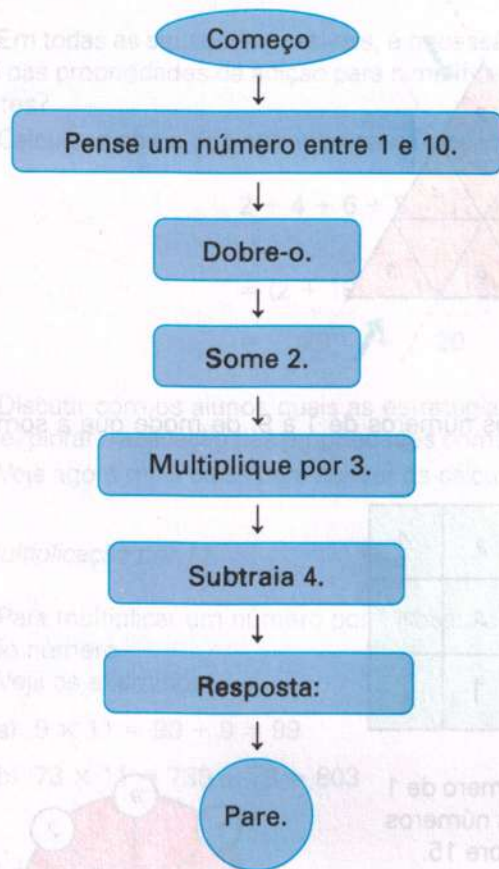 Começo
Pense um número entre 1 e 10.
Dobre-o.
Some 2.
Multiplique por 3.
Subtraia 4.
Resposta:
Pare.